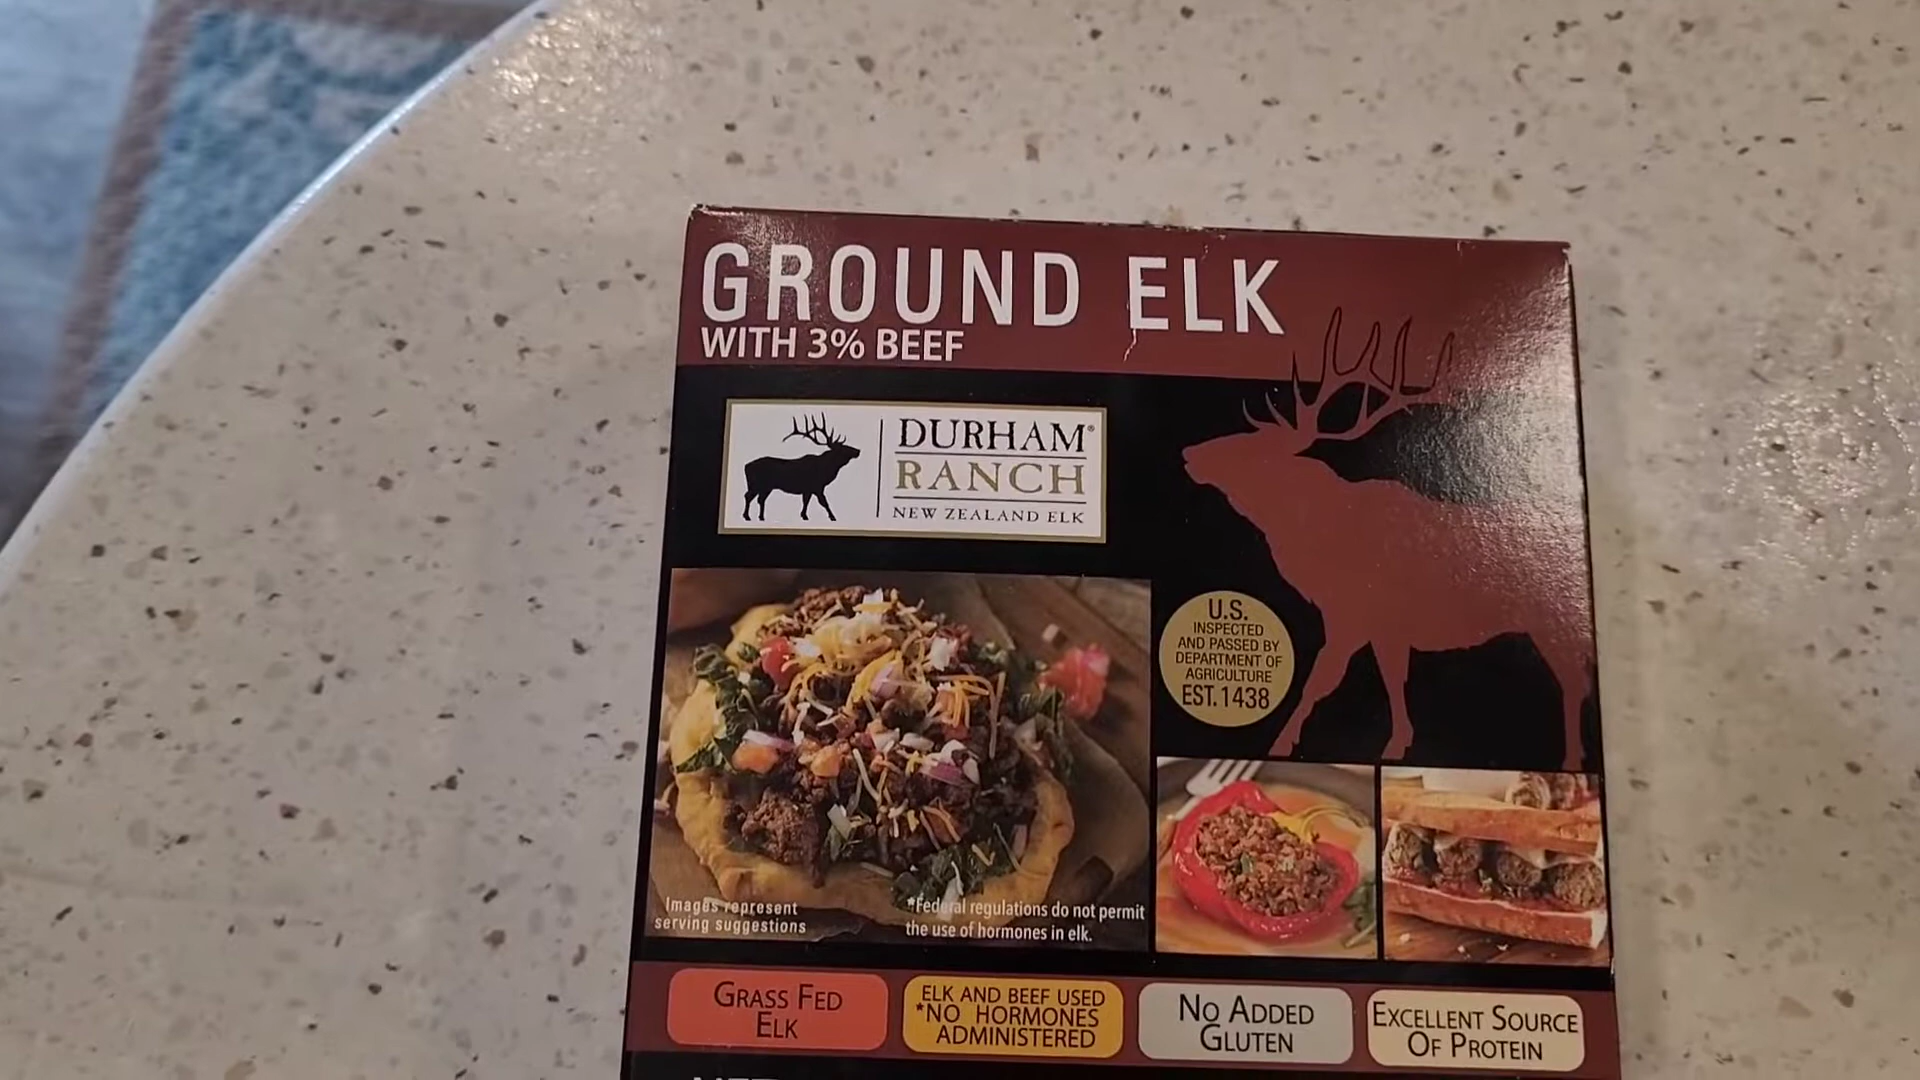 GROUND ELK
WITH 3% BEEF
DURHAM®
RANCH
NEW ZEALAND ELK
U.S.
INSPECTED
AND PASSED BY
DEPARTMENT OF
AGRICULTURE
EST. 1438
Images represent
serving suggestions
*Federal regulations do not permit
the use of hormones in elk.
GRASS FED
ELK
ELK AND BEEF USED
*NO HORMONES
ADMINISTERED
NO ADDED
GLUTEN
EXCELLENT SOURCE
OF PROTEIN